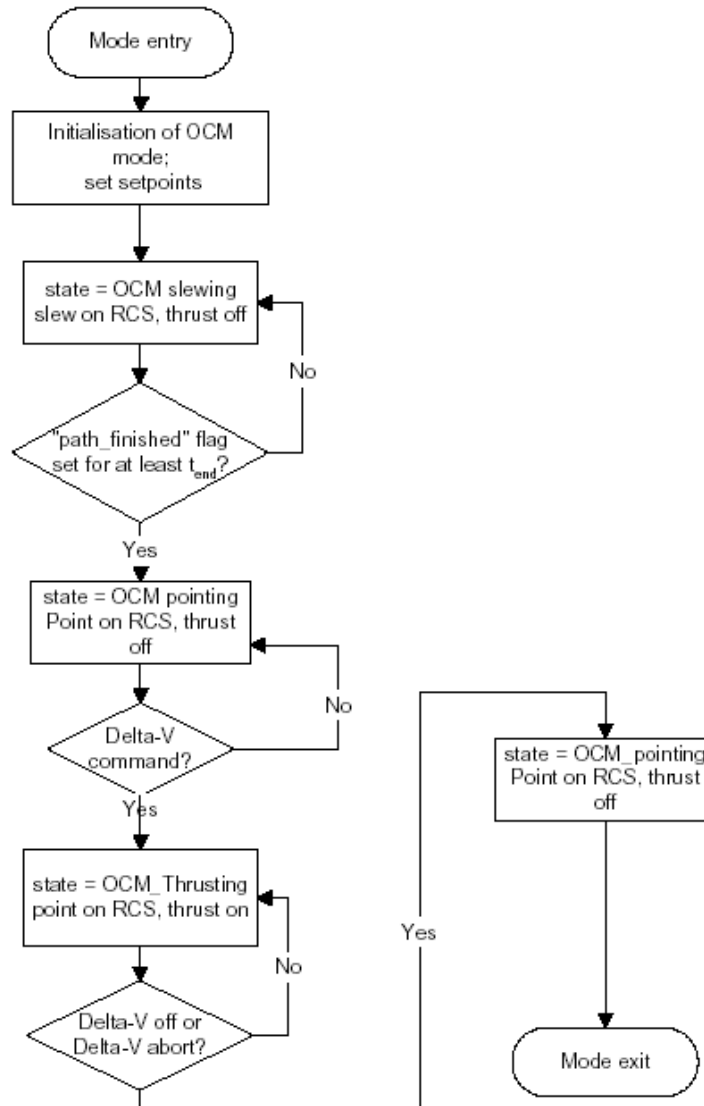 Mode entry
Initialisation of OCM
mode;
set setpoints
state = OCM slewing
slew on RCS, thrust off
No
"path_finished" flag
set for at least tend?
Yes
state = OCM pointing
Point on RCS, thrust
off
No
Delta-V
command?
Yes
state = OCM_Thrusting
point on RCS, thrust on
No
Delta-V off or
Delta-V abort?
Yes
state = OCM_pointing
Point on RCS, thrust
off
Mode exit